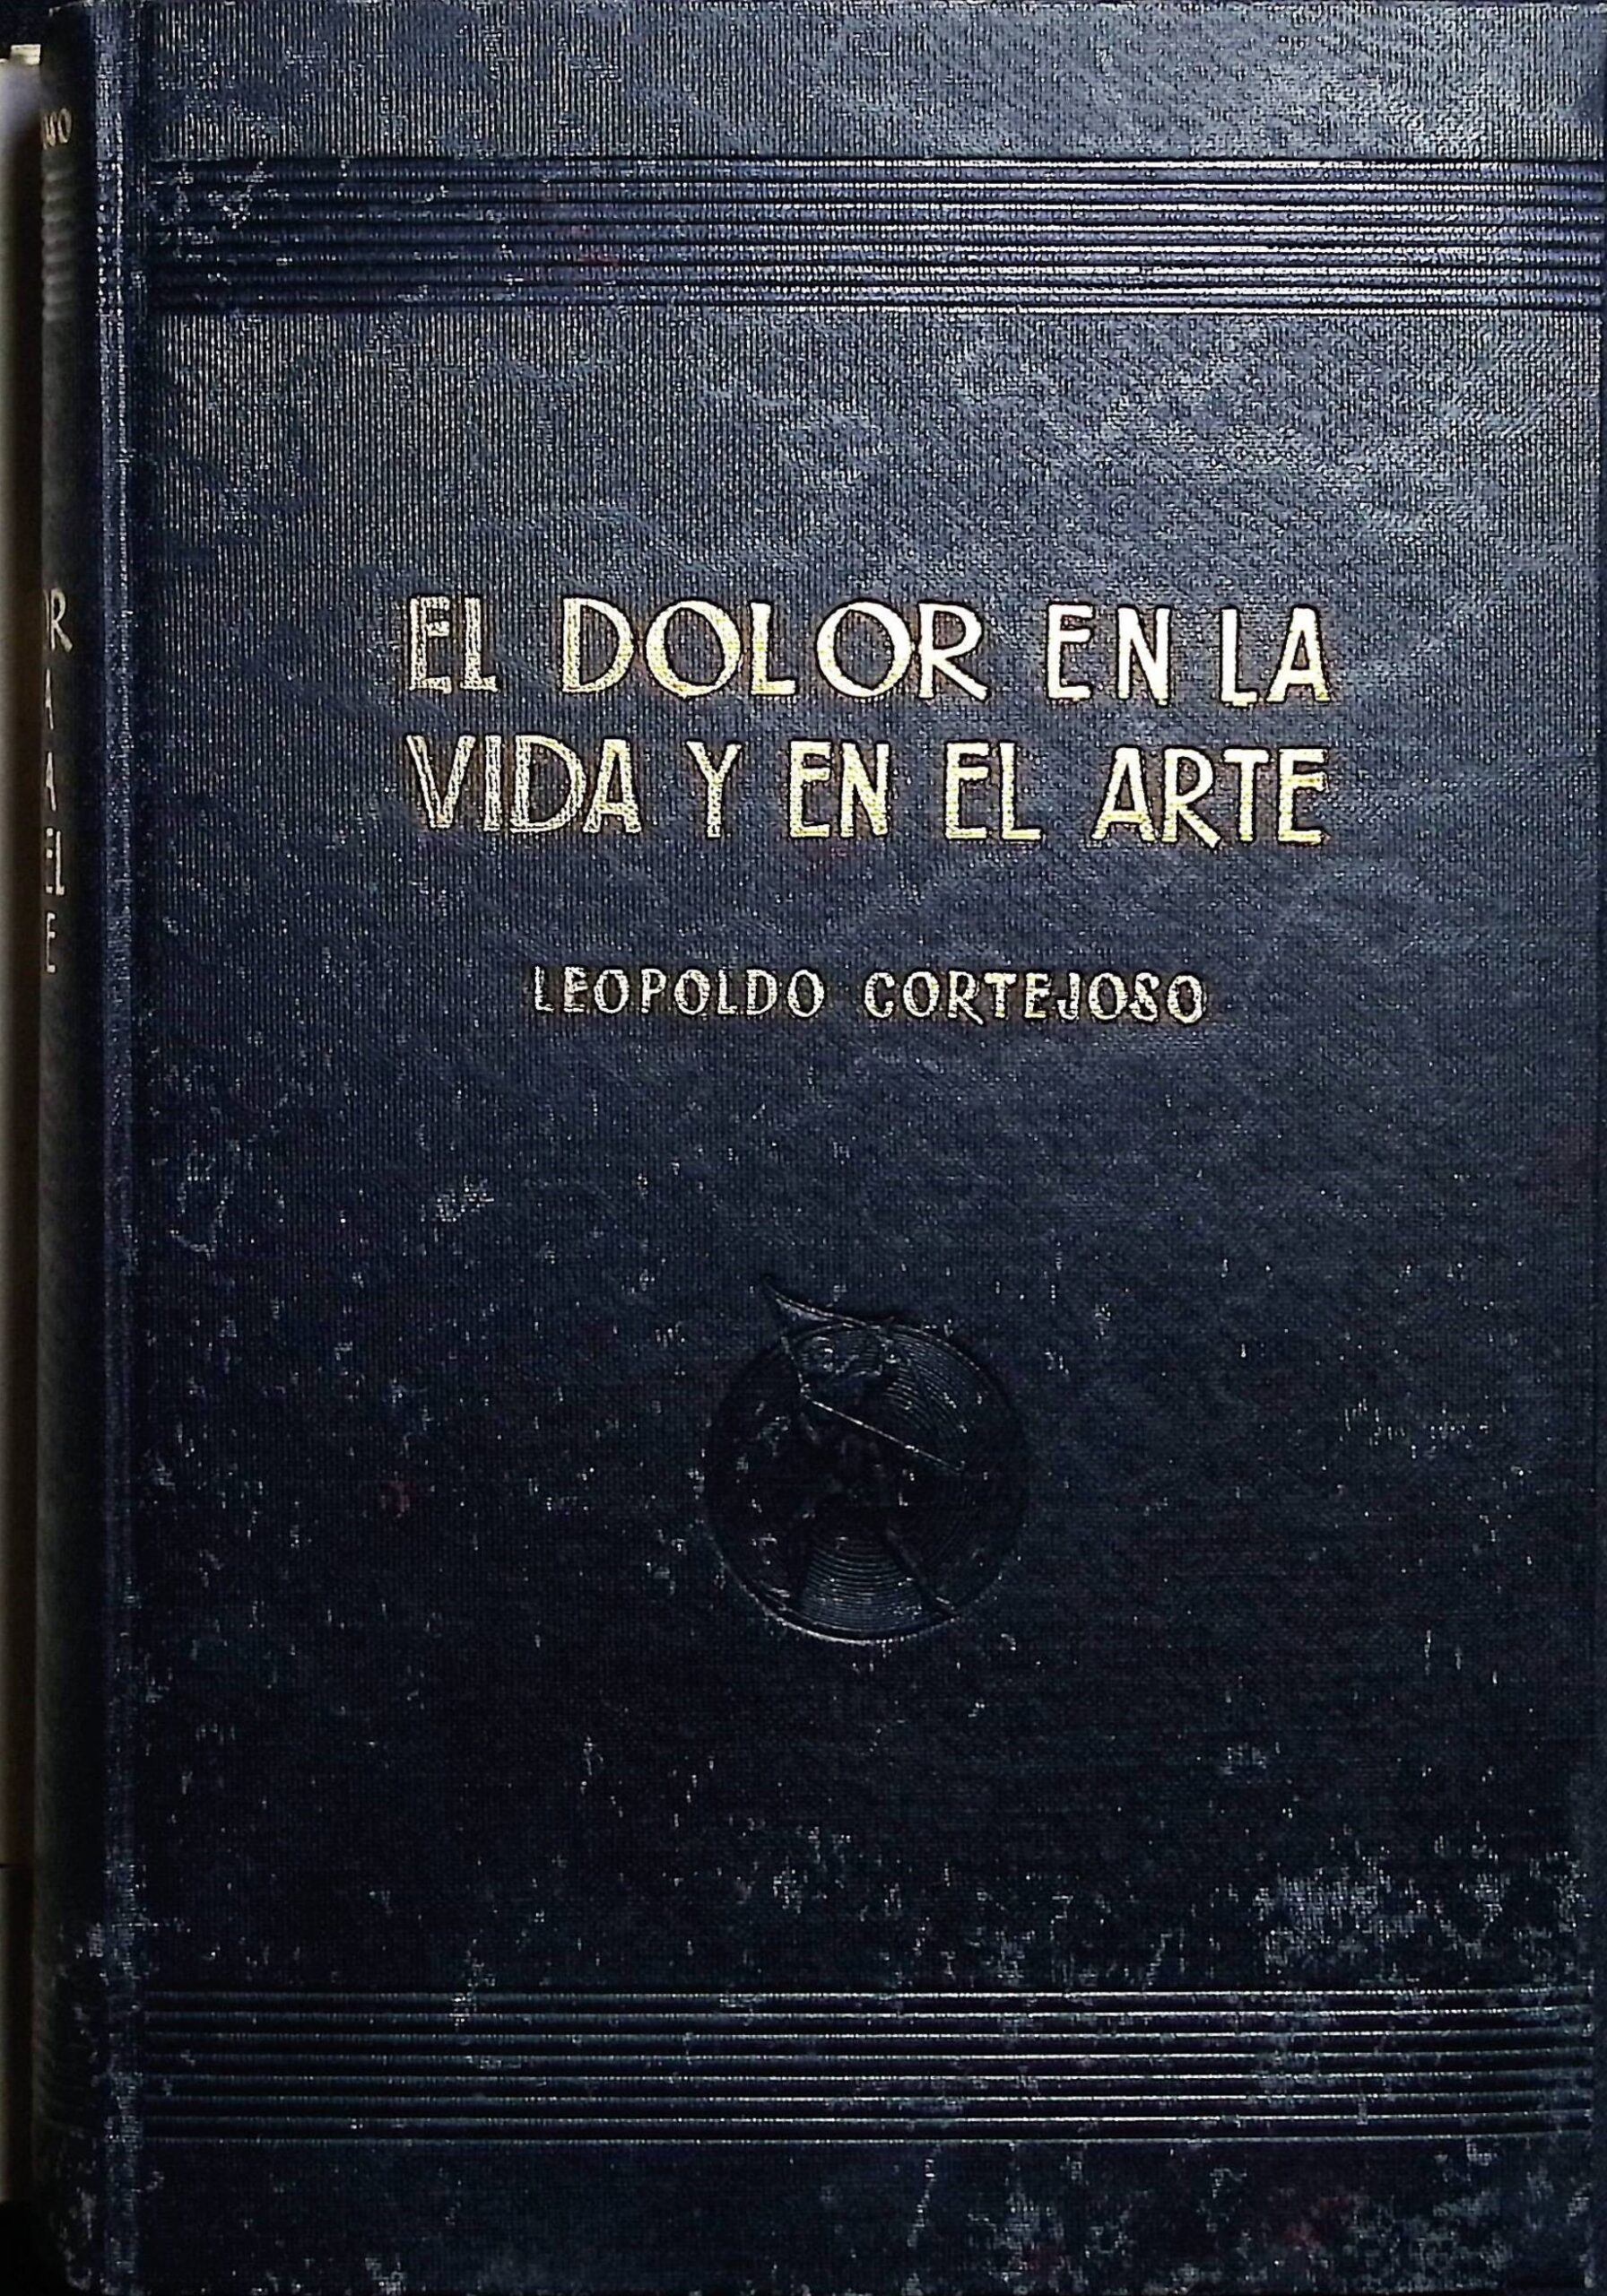 EL DOLOR EN LA
VIDA Y EN EL ARTE
LEOPOLDO CORTEJOSO